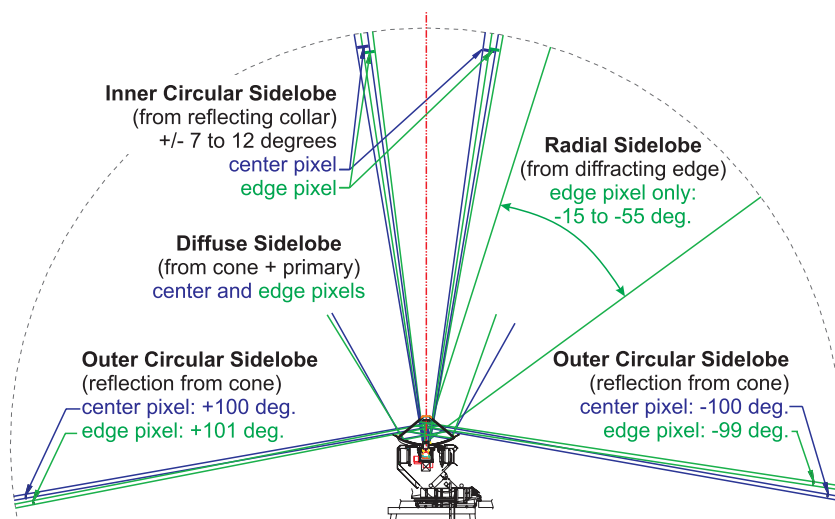 Inner Circular Sidelobe
(from reflecting collar)
+/- 7 to 12 degrees
center pixel
edge pixel
Radial Sidelobe
(from diffracting edge)
edge pixel only:
-15 to -55 deg.
Diffuse Sidelobe
(from cone + primary)
center and edge pixels
Outer Circular Sidelobe
(reflection from cone)
center pixel: +100 deg.
edge pixel: +101 deg.
Outer Circular Sidelobe
(reflection from cone)
center pixel: -100 deg.
edge pixel: -99 deg.